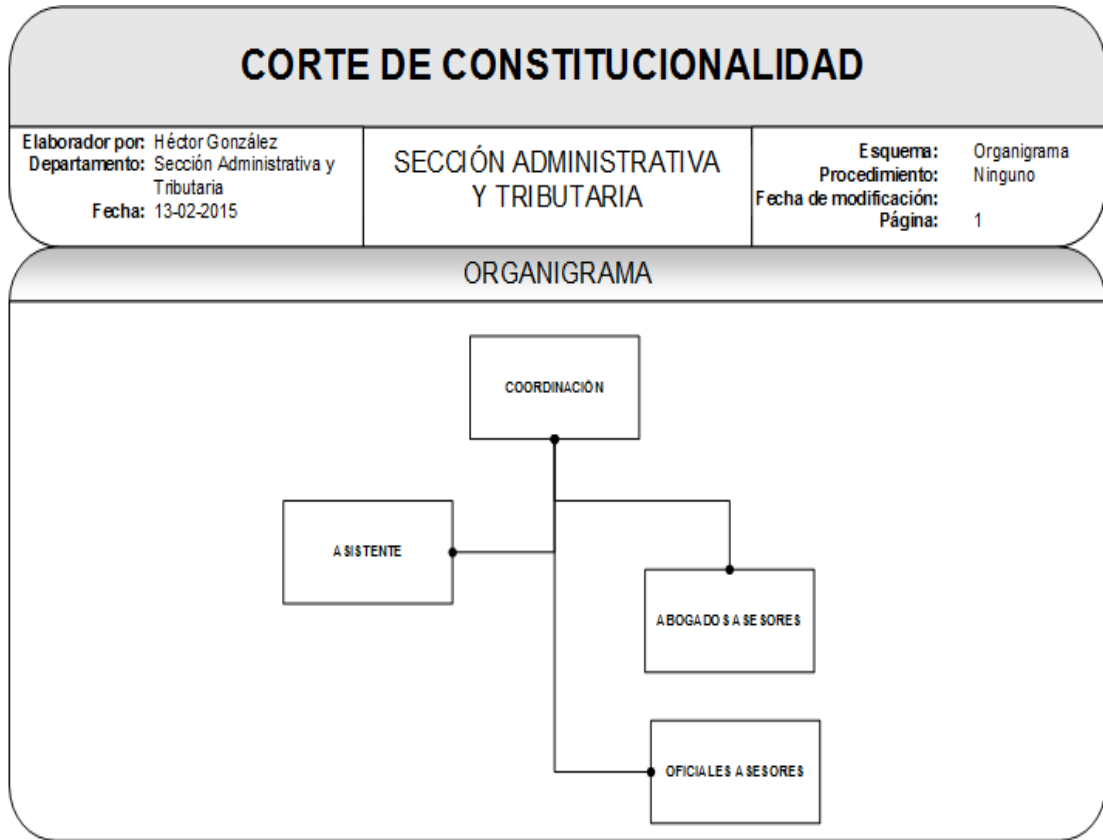 CORTE DE CONSTITUCIONALIDAD
Elaborador por: Héctor González
Departamento: Sección Administrativa y
Tributaria
Fecha: 13-02-2015
SECCIÓN ADMINISTRATIVA
Y TRIBUTARIA
Esquema: Organigrama
Procedimiento: Ninguno
Fecha de modificación:
Página: 1
ORGANIGRAMA
COORDINACIÓN
ASISTENTE
ABOGADOS ASESORES
OFICIALES ASESORES